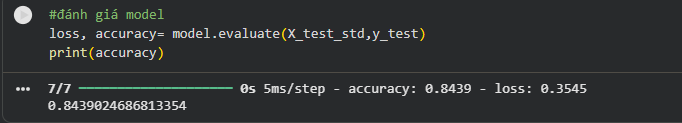 #đánh giá model
loss, accuracy= model.evaluate(X_test_std,y_test)
print(accuracy)
7/7 ━━━━━━━━━━━━━━━━━━━━ 0s 5ms/step - accuracy: 0.8439 - loss: 0.3545
0.8439024686813354